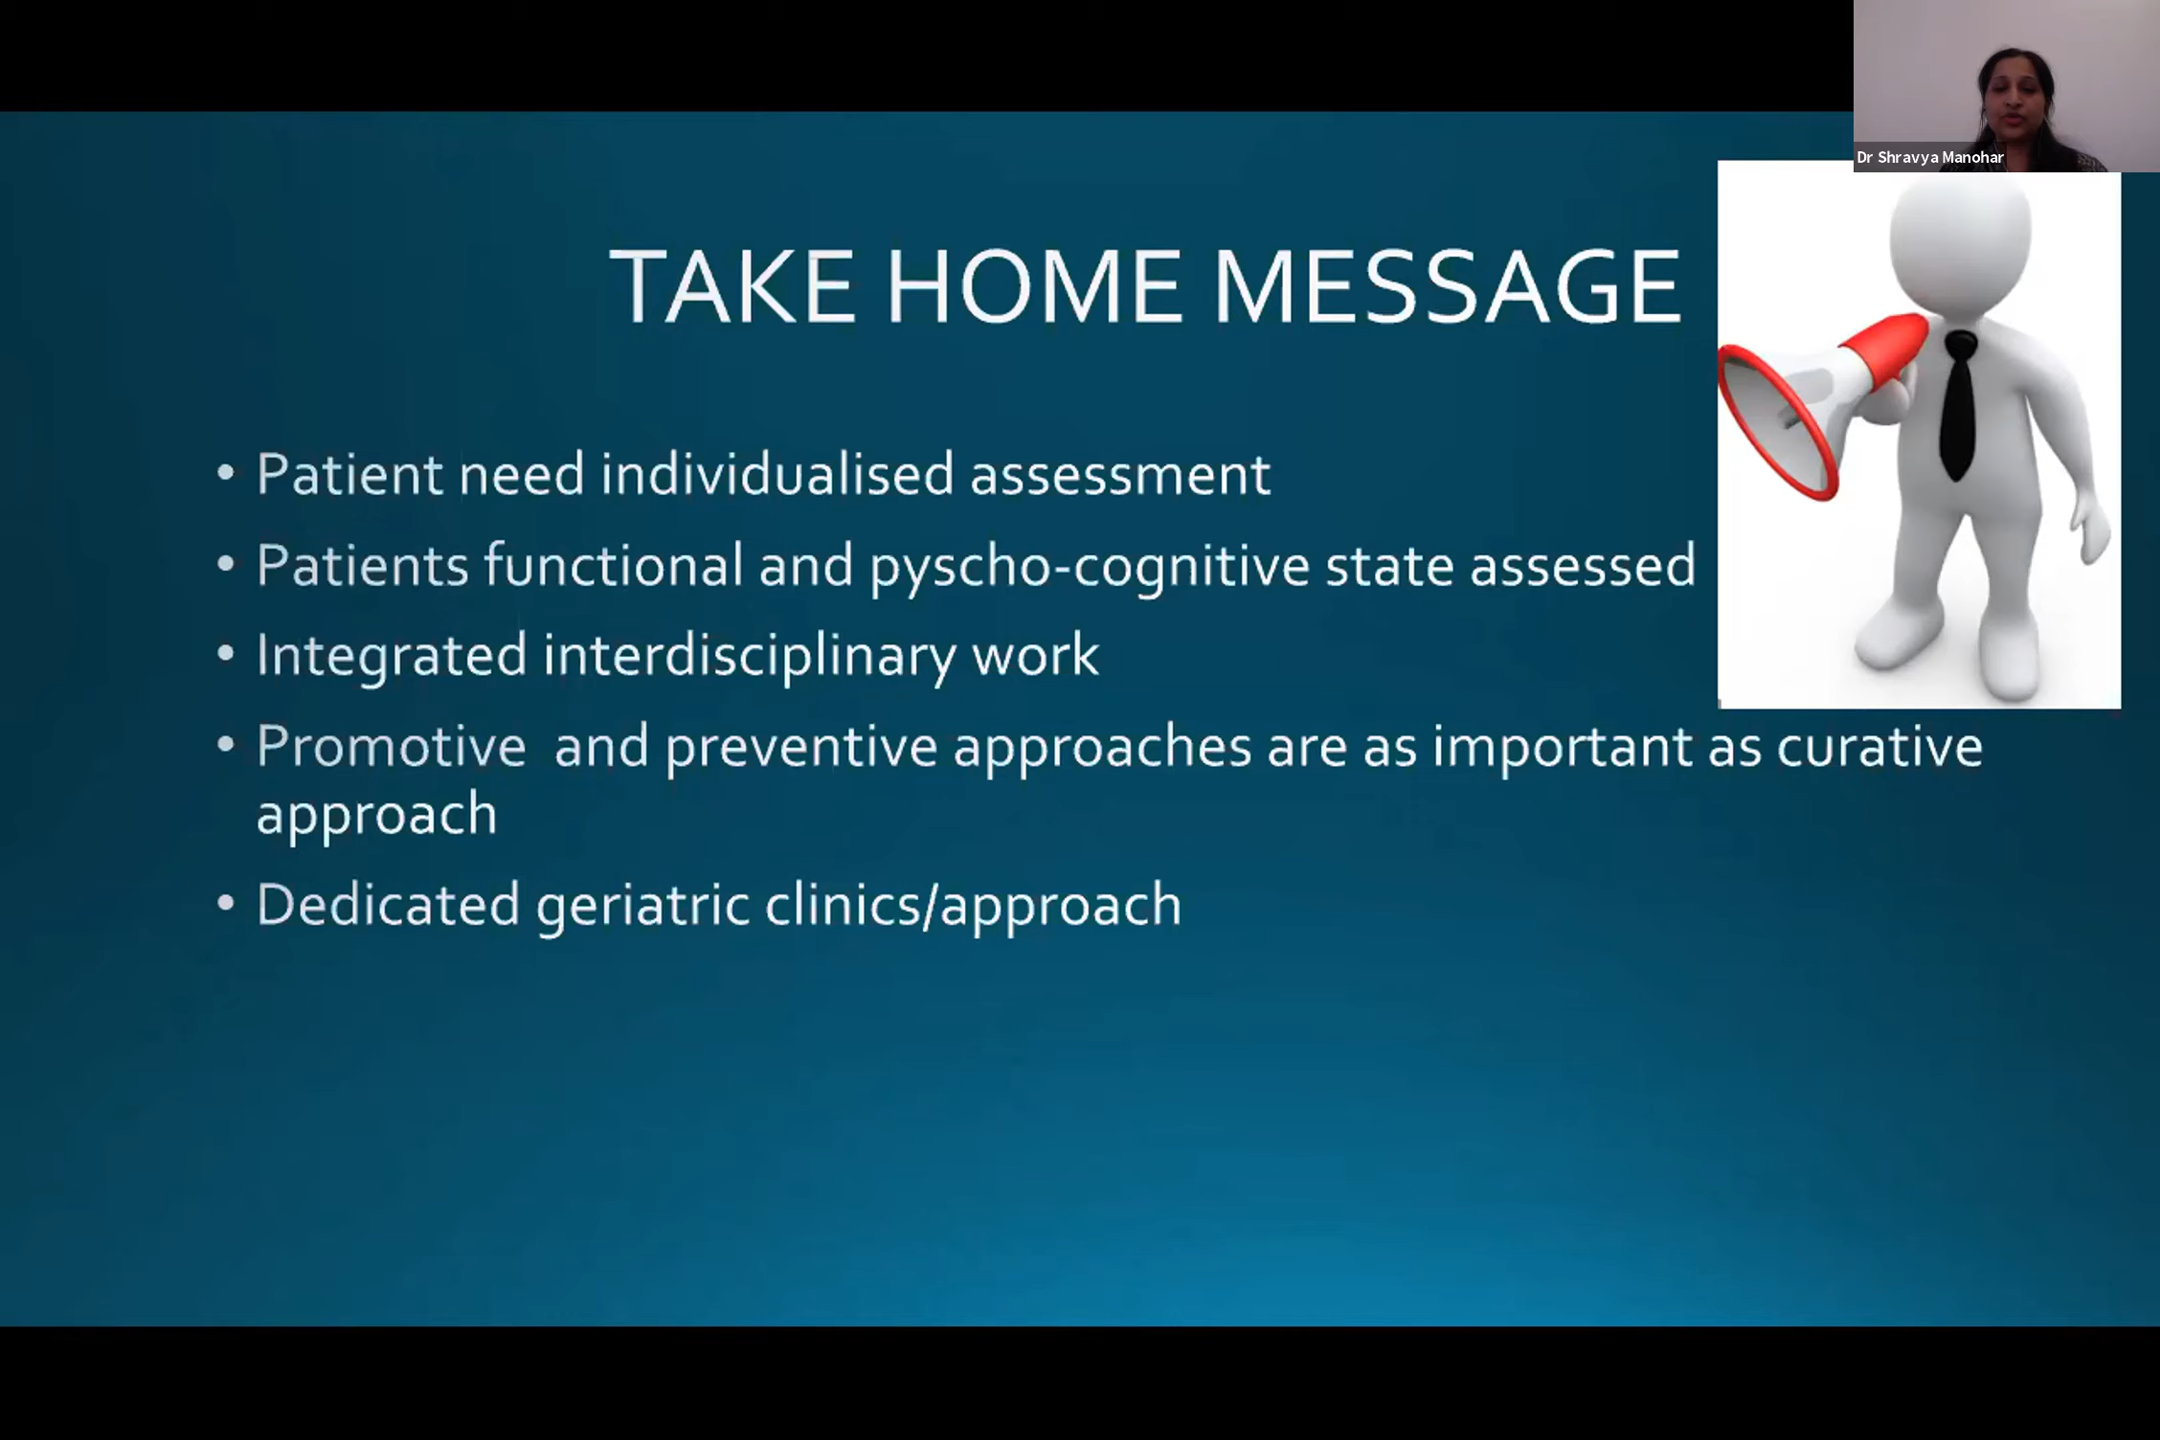 Dr Shravya Manohar
TAKE HOME MESSAGE
• Patient need individualised assessment
• Patients functional and pyscho-cognitive state assessed
• Integrated interdisciplinary work
• Promotive  and preventive approaches are as important as curative
approach
• Dedicated geriatric clinics/approach